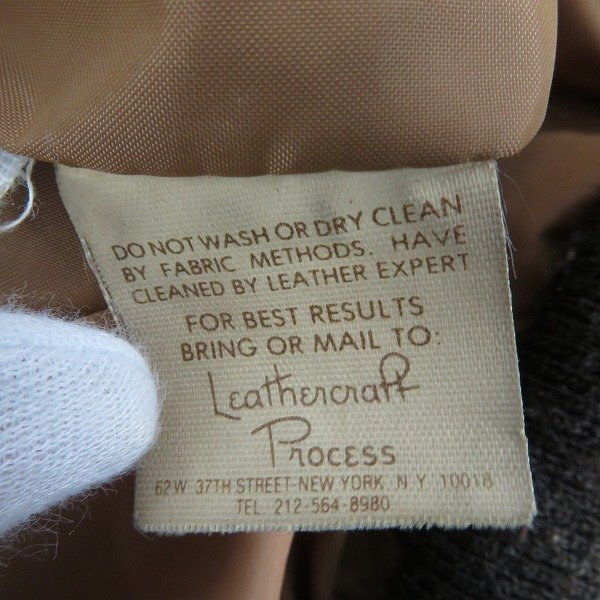 DO NOT WASH OR DRY CLEAN
BY FABRIC METHODS. HAVE
CLEANED BY LEATHER EXPERT
FOR BEST RESULTS
BRING OR MAIL TO:
Leathercraft
Process
62 W 37TH STREET-NEW YORK N Y 10018
TEL 212-564-8980